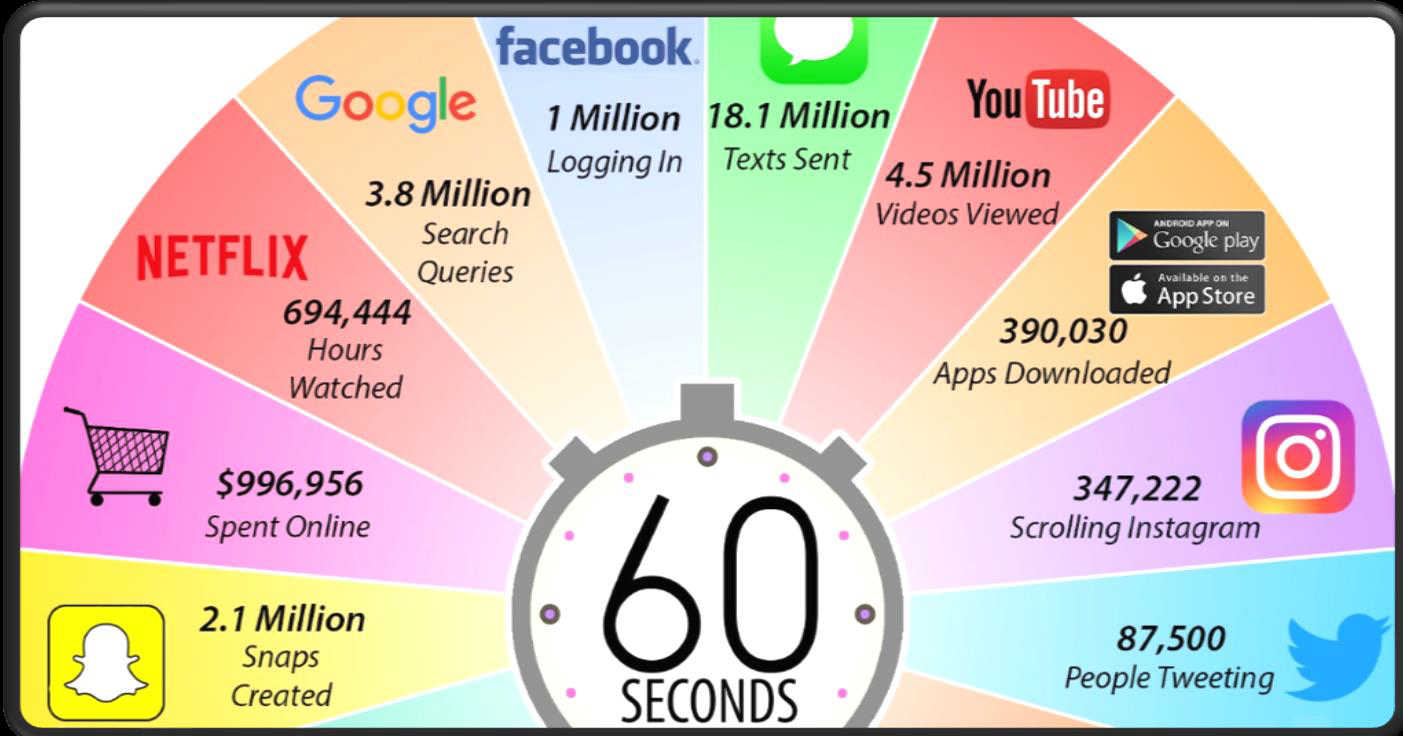 facebook.
1 Million
Logging In
18.1 Million
Texts Sent
YouTube
4.5 Million
Videos Viewed
ANDROID APP ON
Google play
Available on the
App Store
390,030
Apps Downloaded
347,222
Scrolling Instagram
87,500
People Tweeting
Google
3.8 Million
Search
Queries
NETFLIX
694,444
Hours
Watched
$996,956
Spent Online
2.1 Million
Snaps
Created
60
SECONDS